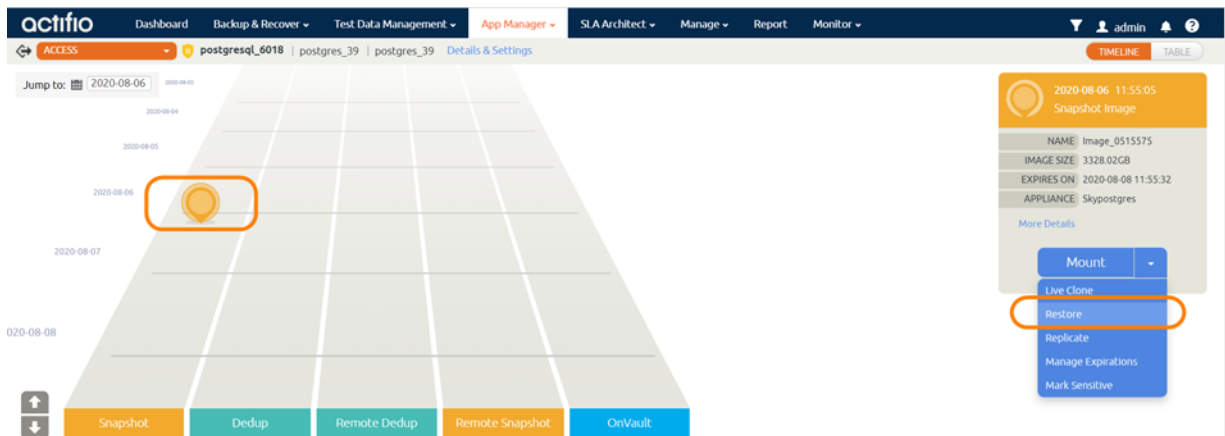 actifio Dashboard Backup & Recover Test Data Management App Manager SLA Architect Manage Report Monitor admin
ACCESS postgresql_6018 | postgres_39 | postgres_39 Details & Settings TIMELINE TABLE
Jump to: 2020-08-06
2020-08-03
2020-08-04
2020-08-05
2020-08-06
2020-08-07
020-08-08
2020-08-06 11:55:05
Snapshot Image
NAME Image_0515575
IMAGE SIZE 3328.02GB
EXPIRES ON 2020-08-08 11:55:32
APPLIANCE Skypostgres
More Details
Mount
Live Clone
Restore
Replicate
Manage Expirations
Mark Sensitive
Snapshot Dedup Remote Dedup Remote Snapshot OnVault